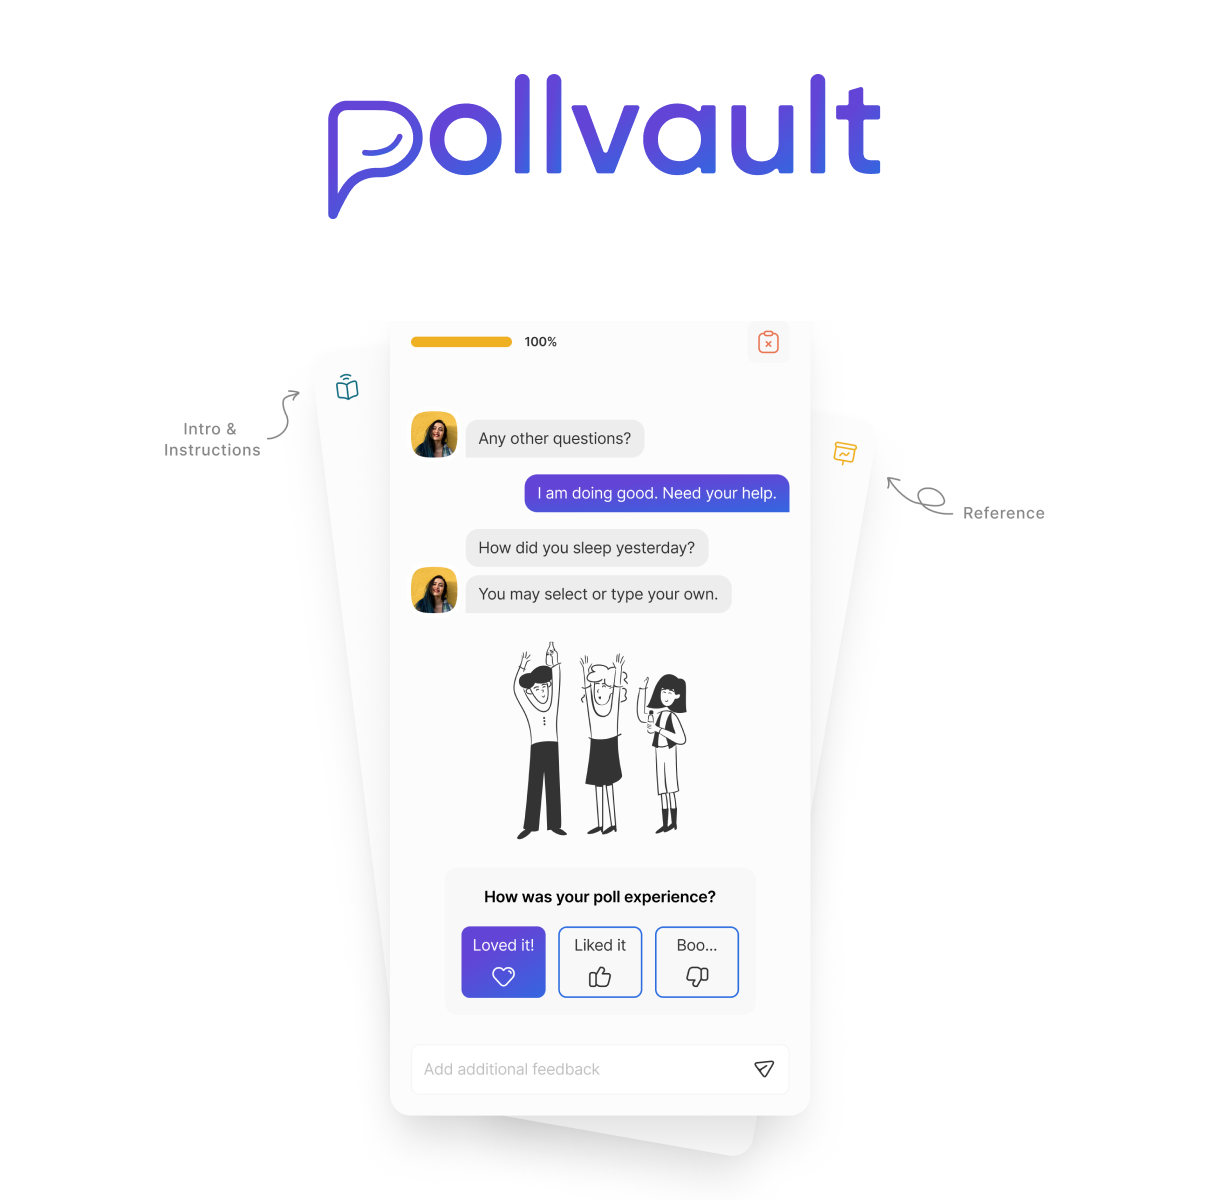 pollvault
100%
Intro &
Instructions
Any other questions?
I am doing good. Need your help.
Reference
How did you sleep yesterday?
You may select or type your own.
How was your poll experience?
Loved it!
Liked it
Boo...
Add additional feedback